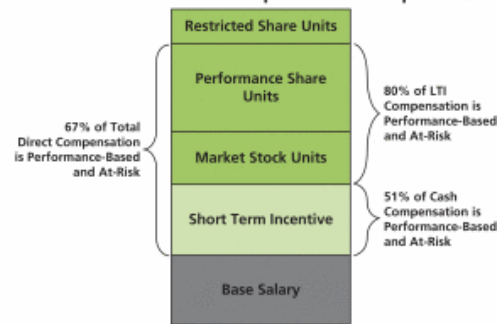 Restricted Share Units
Performance Share
Units
Market Stock Units
Short Term Incentive
Base Salary
67% of Total
Direct Compensation
is Performance-Based
and At-Risk
80% of LTI
Compensation is
Performance-Based
and At-Risk
51% of Cash
Compensation is
Performance-Based
and At-Risk